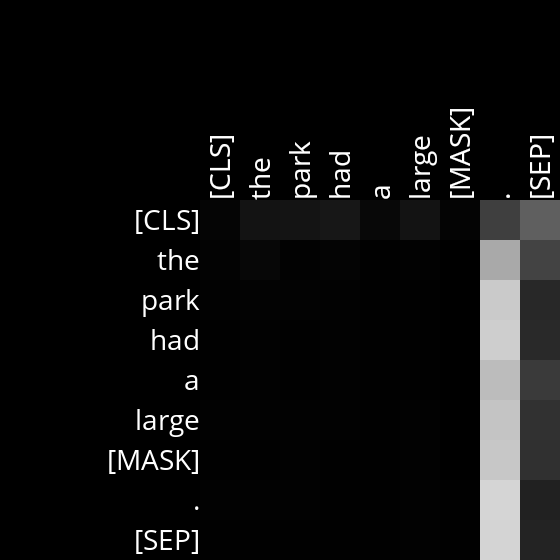 [CLS] the park had a large [MASK] . [SEP]
[CLS]
the
park
had
a
large
[MASK]
.
[SEP]